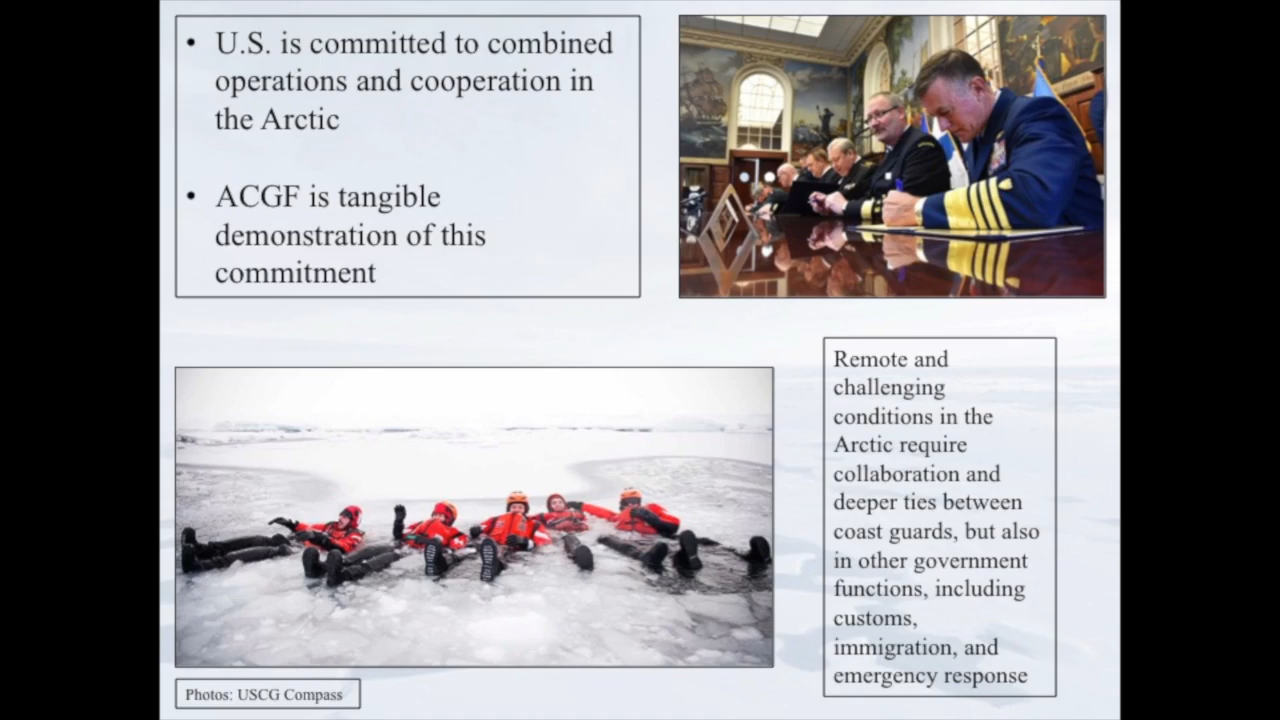 • U.S. is committed to combined
operations and cooperation in
the Arctic
• ACGF is tangible
demonstration of this
commitment
Remote and
challenging
conditions in the
Arctic require
collaboration and
deeper ties between
coast guards, but also
in other government
functions, including
customs,
immigration, and
emergency response
Photos: USCG Compass